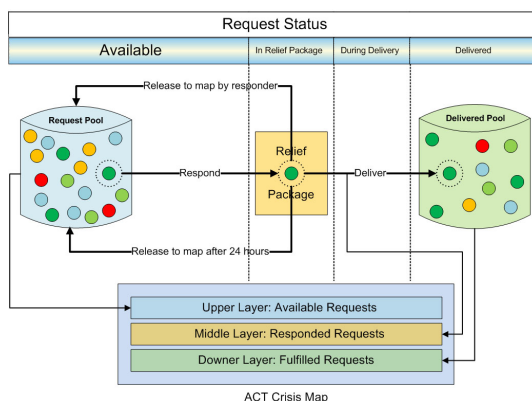 Request Status
Available
In Relief Package
During Delivery
Delivered
Release to map by responder
Request Pool
Delivered Pool
Relief
Respond
Deliver
Package
Release to map after 24 hours
Upper Layer: Available Requests
Middle Layer: Responded Requests
Downer Layer: Fulfilled Requests
ACT Crisis Map